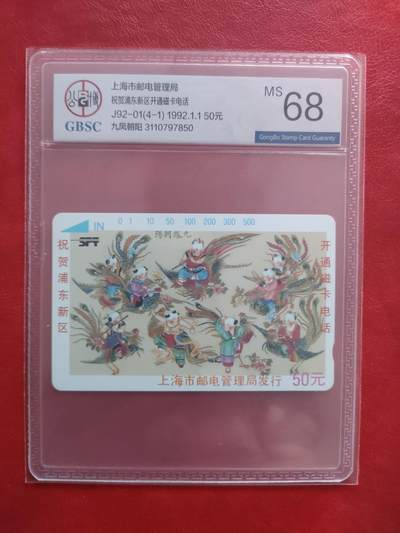 上海市邮电管理局
祝贺浦东新区开通磁卡电话
J92-01(4-1) 1992.1.1 50元
九凤朝阳 3110797850
GBSC
MS 68
GongBo Stamp Card Guaranty
IN 0 1 10 50 100 200 300 500
祝贺浦东新区
开通磁卡电话
上海市邮电管理局发行 50元